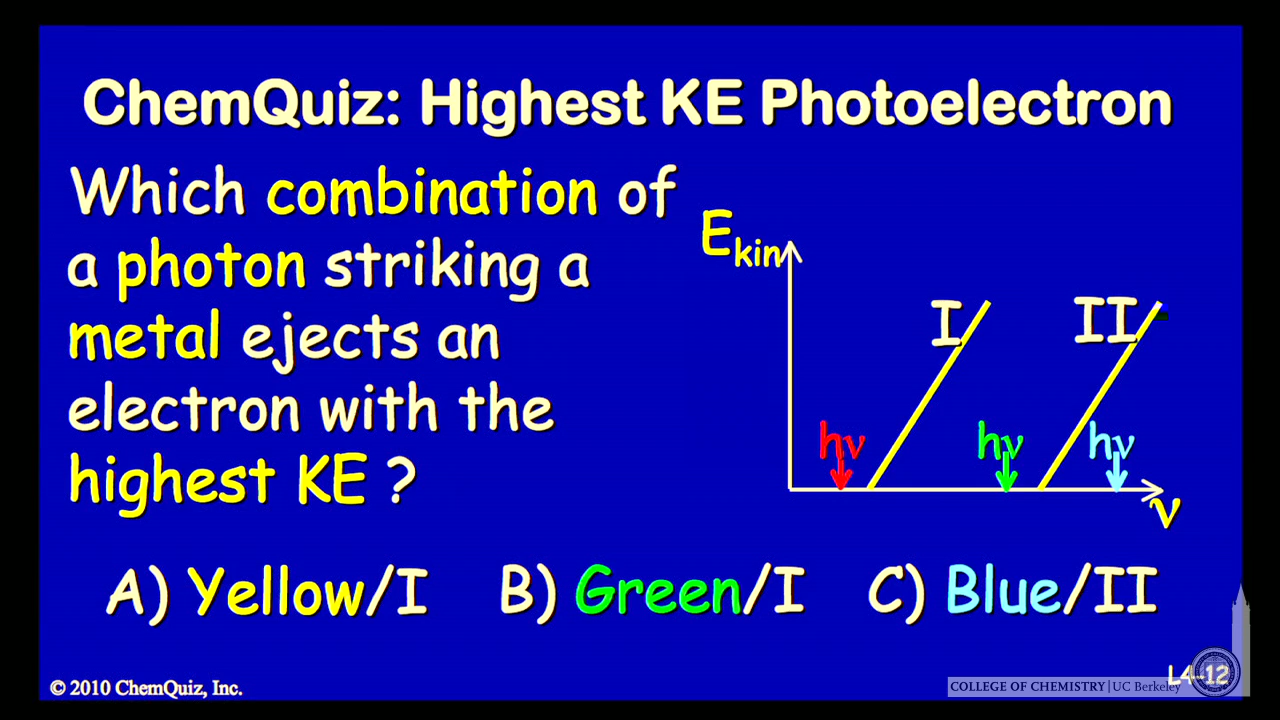 ChemQuiz: Highest KE Photoelectron
Which combination of
a photon striking a
metal ejects an
electron with the
highest KE ?
Ekin
I
II
hν
hν
hν
ν
A) Yellow/I
B) Green/I
C) Blue/II
© 2010 ChemQuiz, Inc.
L4-12
COLLEGE OF CHEMISTRY | UC Berkeley